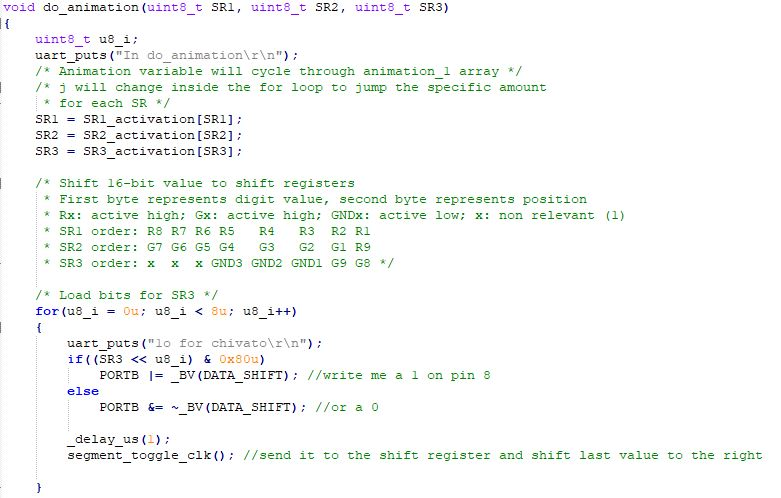 void do_animation(uint8_t SR1, uint8_t SR2, uint8_t SR3)
{
uint8_t u8_i;
uart_puts("In do_animation\r\n");
/* Animation variable will cycle through animation_1 array */
/* j will change inside the for loop to jump the specific amount
* for each SR */
SR1 = SR1_activation[SR1];
SR2 = SR2_activation[SR2];
SR3 = SR3_activation[SR3];
/* Shift 16-bit value to shift registers
* First byte represents digit value, second byte represents position
* Rx: active high; Gx: active high; GNDx: active low; x: non relevant (1)
* SR1 order: R8 R7 R6 R5 R4 R3 R2 R1
* SR2 order: G7 G6 G5 G4 G3 G2 G1 R9
* SR3 order: x x x GND3 GND2 GND1 G9 G8 */
/* Load bits for SR3 */
for(u8_i = 0u; u8_i < 8u; u8_i++)
{
uart_puts("1o for chivato\r\n");
if((SR3 << u8_i) & 0x80u)
PORTB |= _BV(DATA_SHIFT); //write me a 1 on pin 8
else
PORTB &= ~_BV(DATA_SHIFT); //or a 0
_delay_us(1);
segment_toggle_clk(); //send it to the shift register and shift last value to the right
}